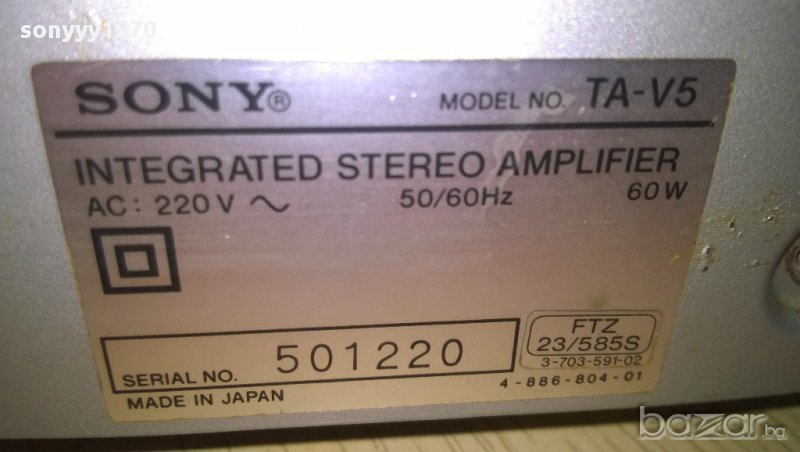 sonyyy1970
SONY® MODEL NO. TA-V5
INTEGRATED STEREO AMPLIFIER
AC: 220V ~ 50/60Hz 60W
FTZ
23/585S
3-703-591-02
SERIAL NO. 501220
4-886-804-01
MADE IN JAPAN
bazar.bg